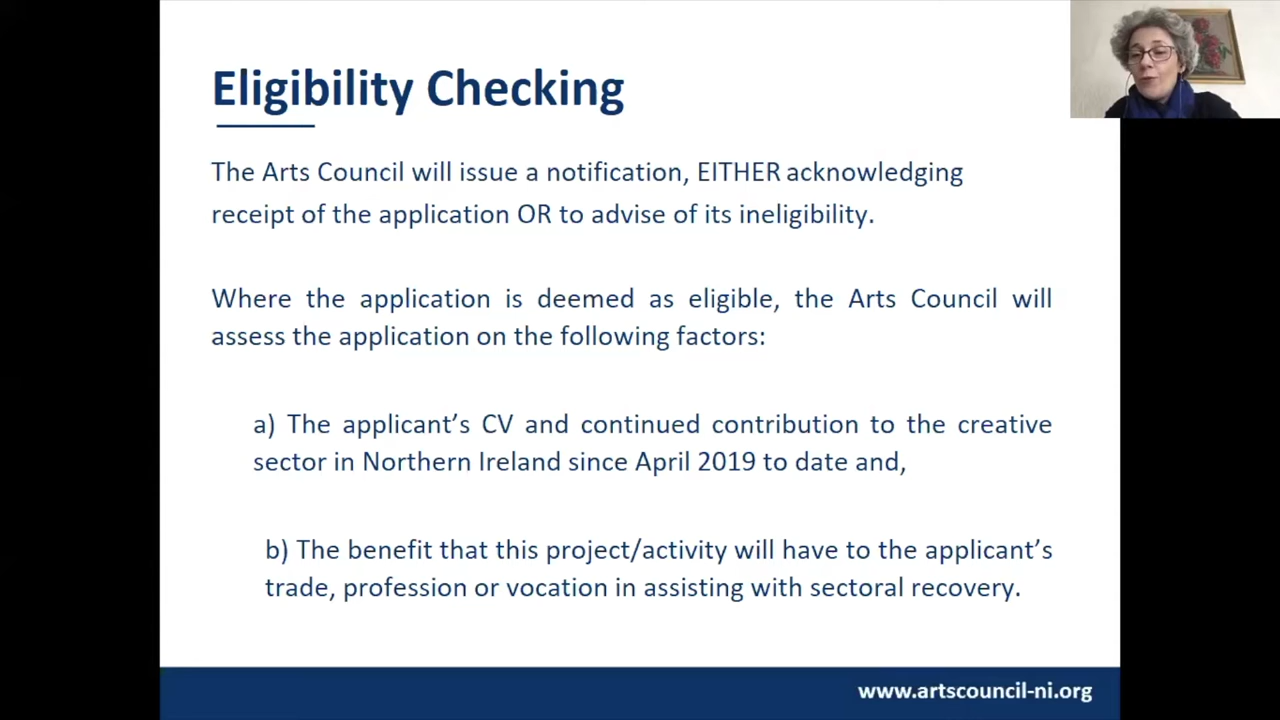 Eligibility Checking
The Arts Council will issue a notification, EITHER acknowledging
receipt of the application OR to advise of its ineligibility.
Where the application is deemed as eligible, the Arts Council will
assess the application on the following factors:
a) The applicant’s CV and continued contribution to the creative
sector in Northern Ireland since April 2019 to date and,
b) The benefit that this project/activity will have to the applicant’s
trade, profession or vocation in assisting with sectoral recovery.
www.artscouncil-ni.org